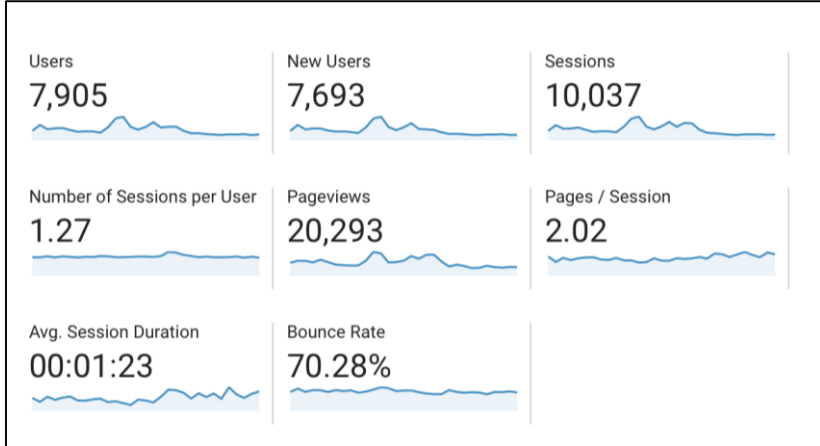 Users
7,905
New Users
7,693
Sessions
10,037
Number of Sessions per User
1.27
Pageviews
20,293
Pages / Session
2.02
Avg. Session Duration
00:01:23
Bounce Rate
70.28%